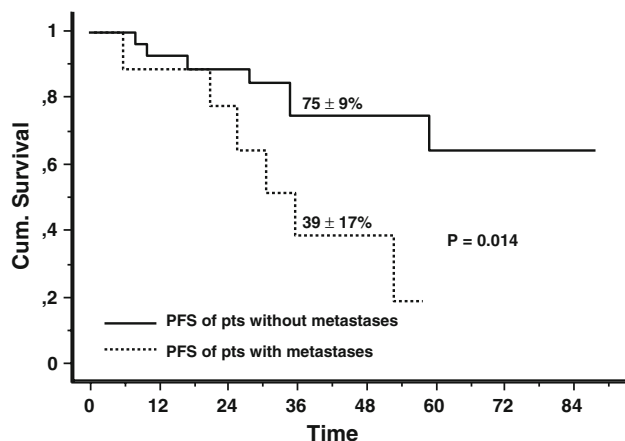 Cum. Survival
1
,8
,6
,4
,2
0
75 ± 9%
39 ± 17%
P = 0.014
PFS of pts without metastases
PFS of pts with metastases
0 12 24 36 48 60 72 84
Time